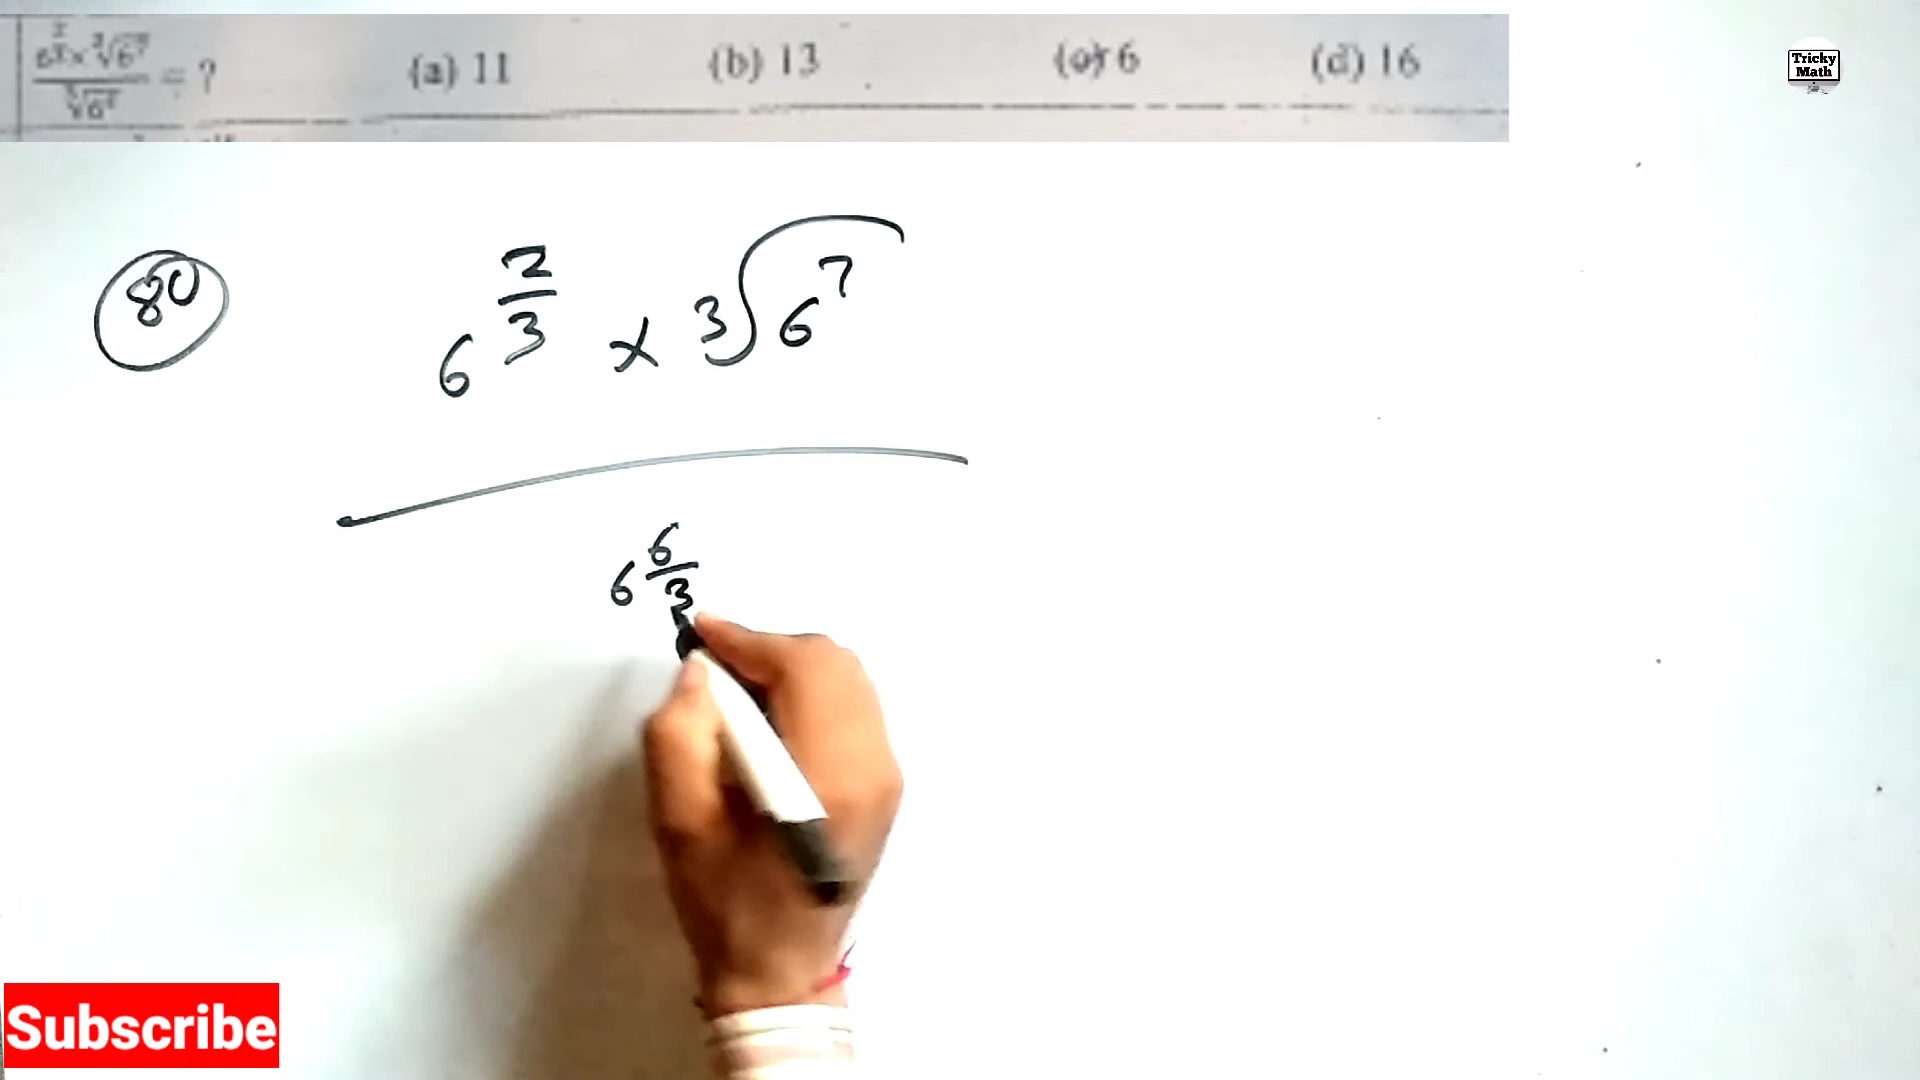 = ? (a) 11 (b) 13 (c) 6 (d) 16
Tricky
Math
80
6^(2/3) × ∛(6^7)
6^(6/3)
Subscribe